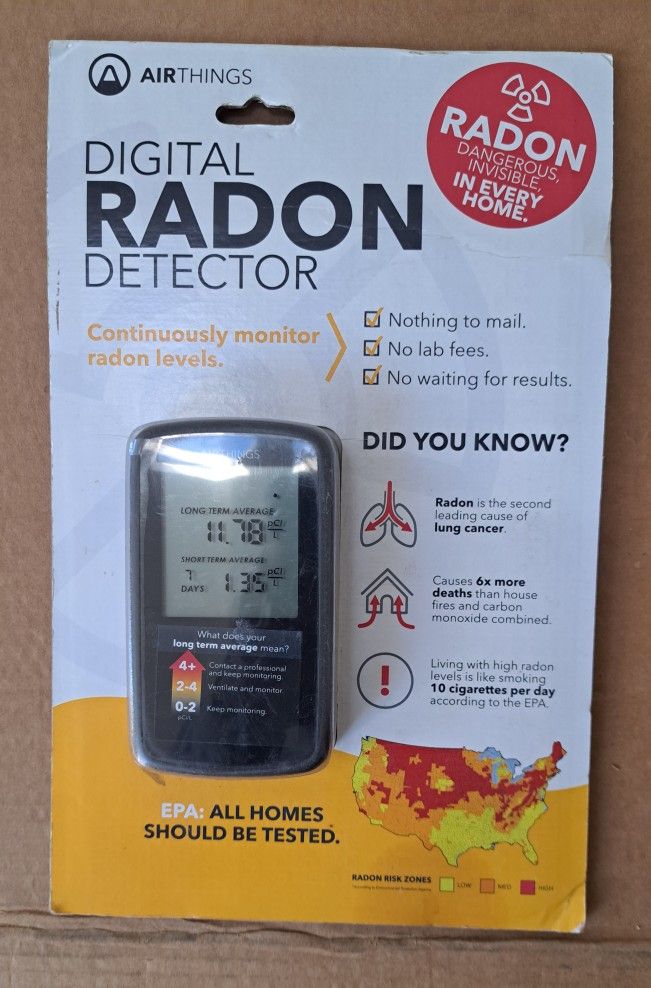 AIRTHINGS
RADON
DANGEROUS,
INVISIBLE,
IN EVERY
HOME.
DIGITAL
RADON
DETECTOR
Continuously monitor
radon levels.
Nothing to mail.
No lab fees.
No waiting for results.
AIRTHINGS
LONG TERM AVERAGE
11.78 pCi/L
SHORT TERM AVERAGE
7 DAYS 1.35 pCi/L
What does your
long term average mean?
4+ Contact a professional
and keep monitoring.
2-4 Ventilate and monitor.
0-2 Keep monitoring.
pCi/L
DID YOU KNOW?
Radon is the second
leading cause of
lung cancer.
Causes 6x more
deaths than house
fires and carbon
monoxide combined.
Living with high radon
levels is like smoking
10 cigarettes per day
according to the EPA.
EPA: ALL HOMES
SHOULD BE TESTED.
RADON RISK ZONES LOW MED HIGH